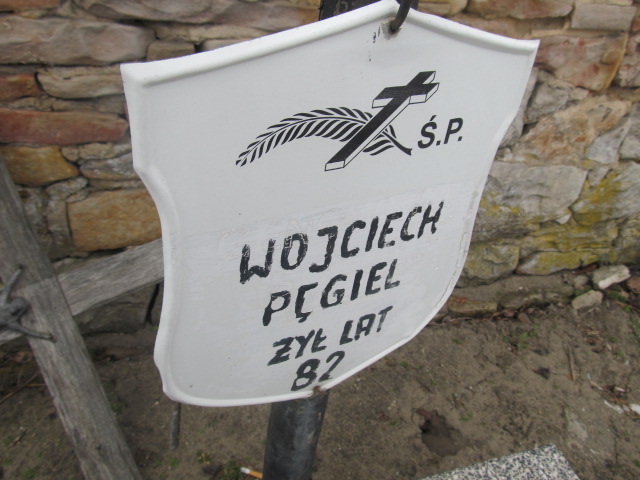 Ś.P.
WOJCIECH
PĘGIEL
ŻYŁ LAT
82